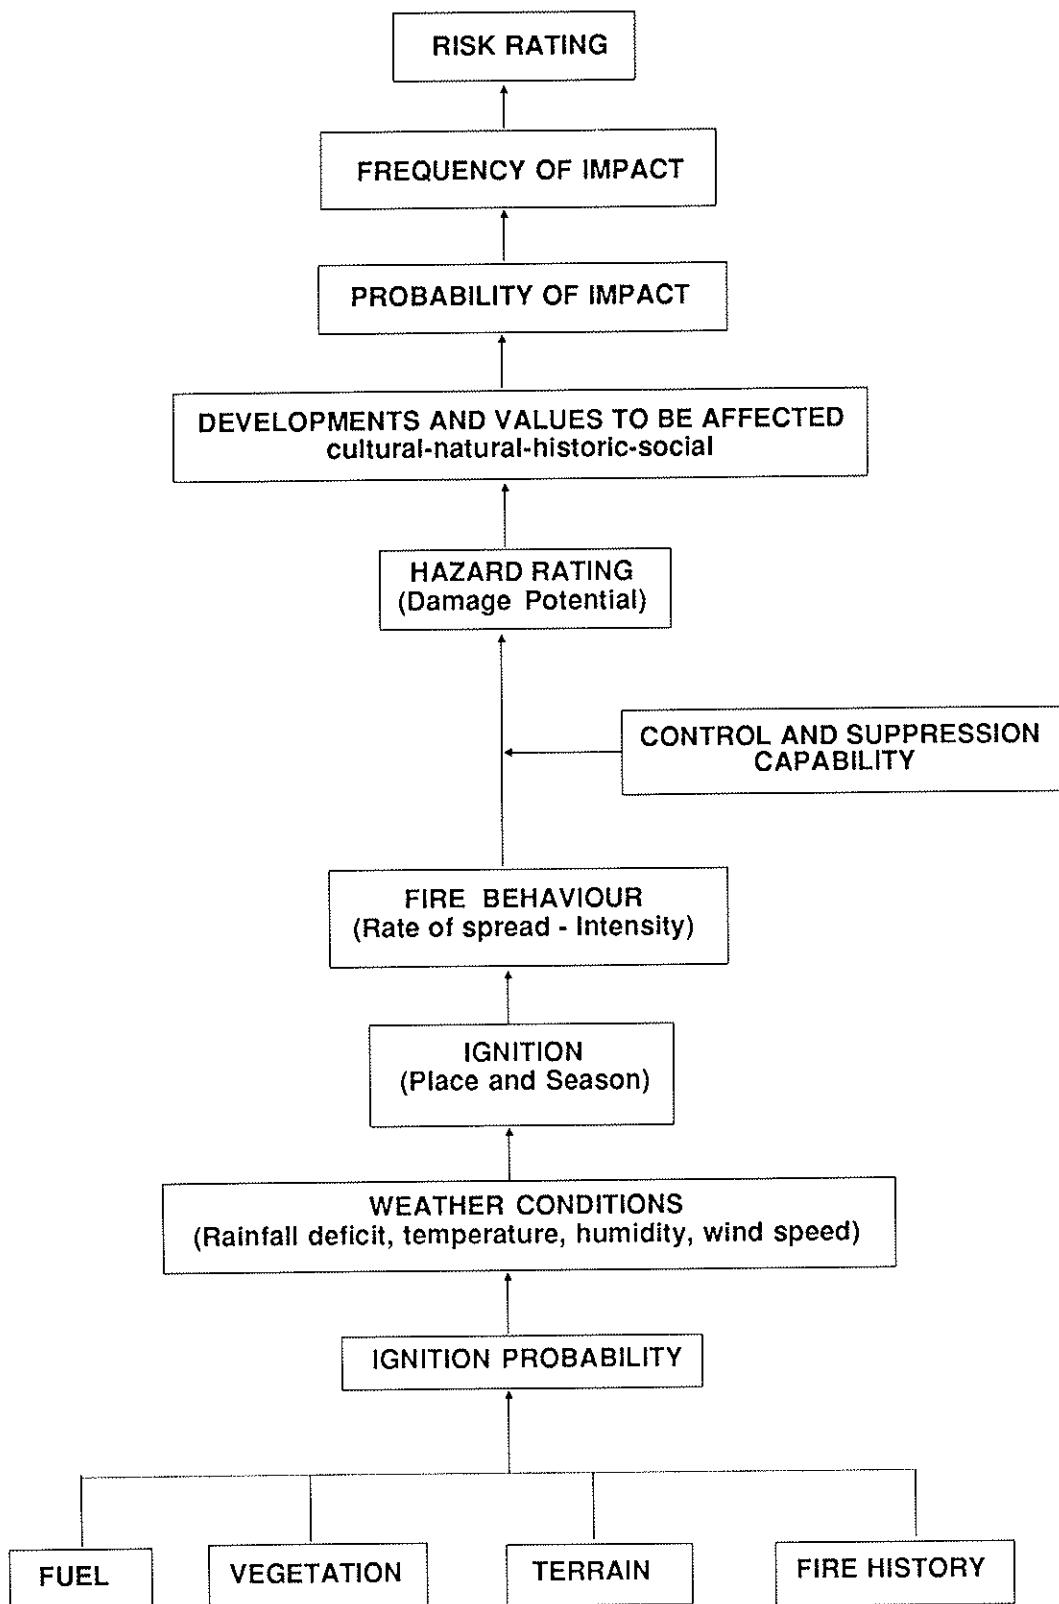 RISK RATING
FREQUENCY OF IMPACT
PROBABILITY OF IMPACT
DEVELOPMENTS AND VALUES TO BE AFFECTED
cultural-natural-historic-social
HAZARD RATING
(Damage Potential)
CONTROL AND SUPPRESSION
CAPABILITY
FIRE BEHAVIOUR
(Rate of spread - Intensity)
IGNITION
(Place and Season)
WEATHER CONDITIONS
(Rainfall deficit, temperature, humidity, wind speed)
IGNITION PROBABILITY
FUEL
VEGETATION
TERRAIN
FIRE HISTORY